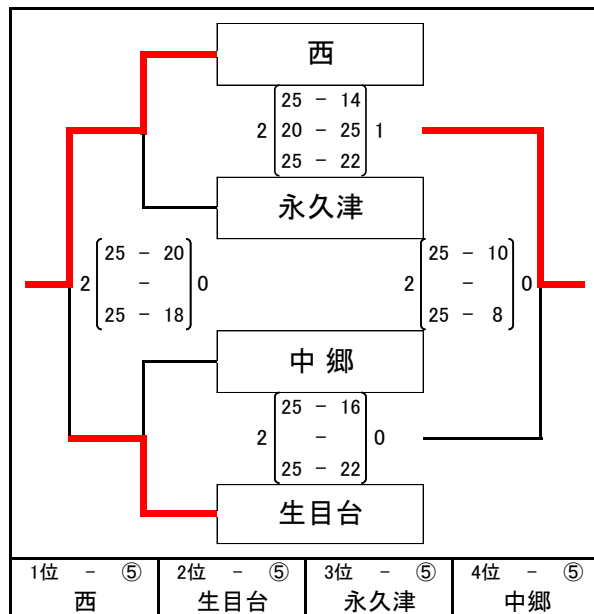 西
25 － 14
2 20 － 25 1
25 － 22
永久津
25 － 20
2 － 0
25 － 18
25 － 10
2 － 0
25 － 8
中 郷
25 － 16
2 － 0
25 － 22
生目台
1位 － ⑤ 2位 － ⑤ 3位 － ⑤ 4位 － ⑤
西 生目台 永久津 中郷